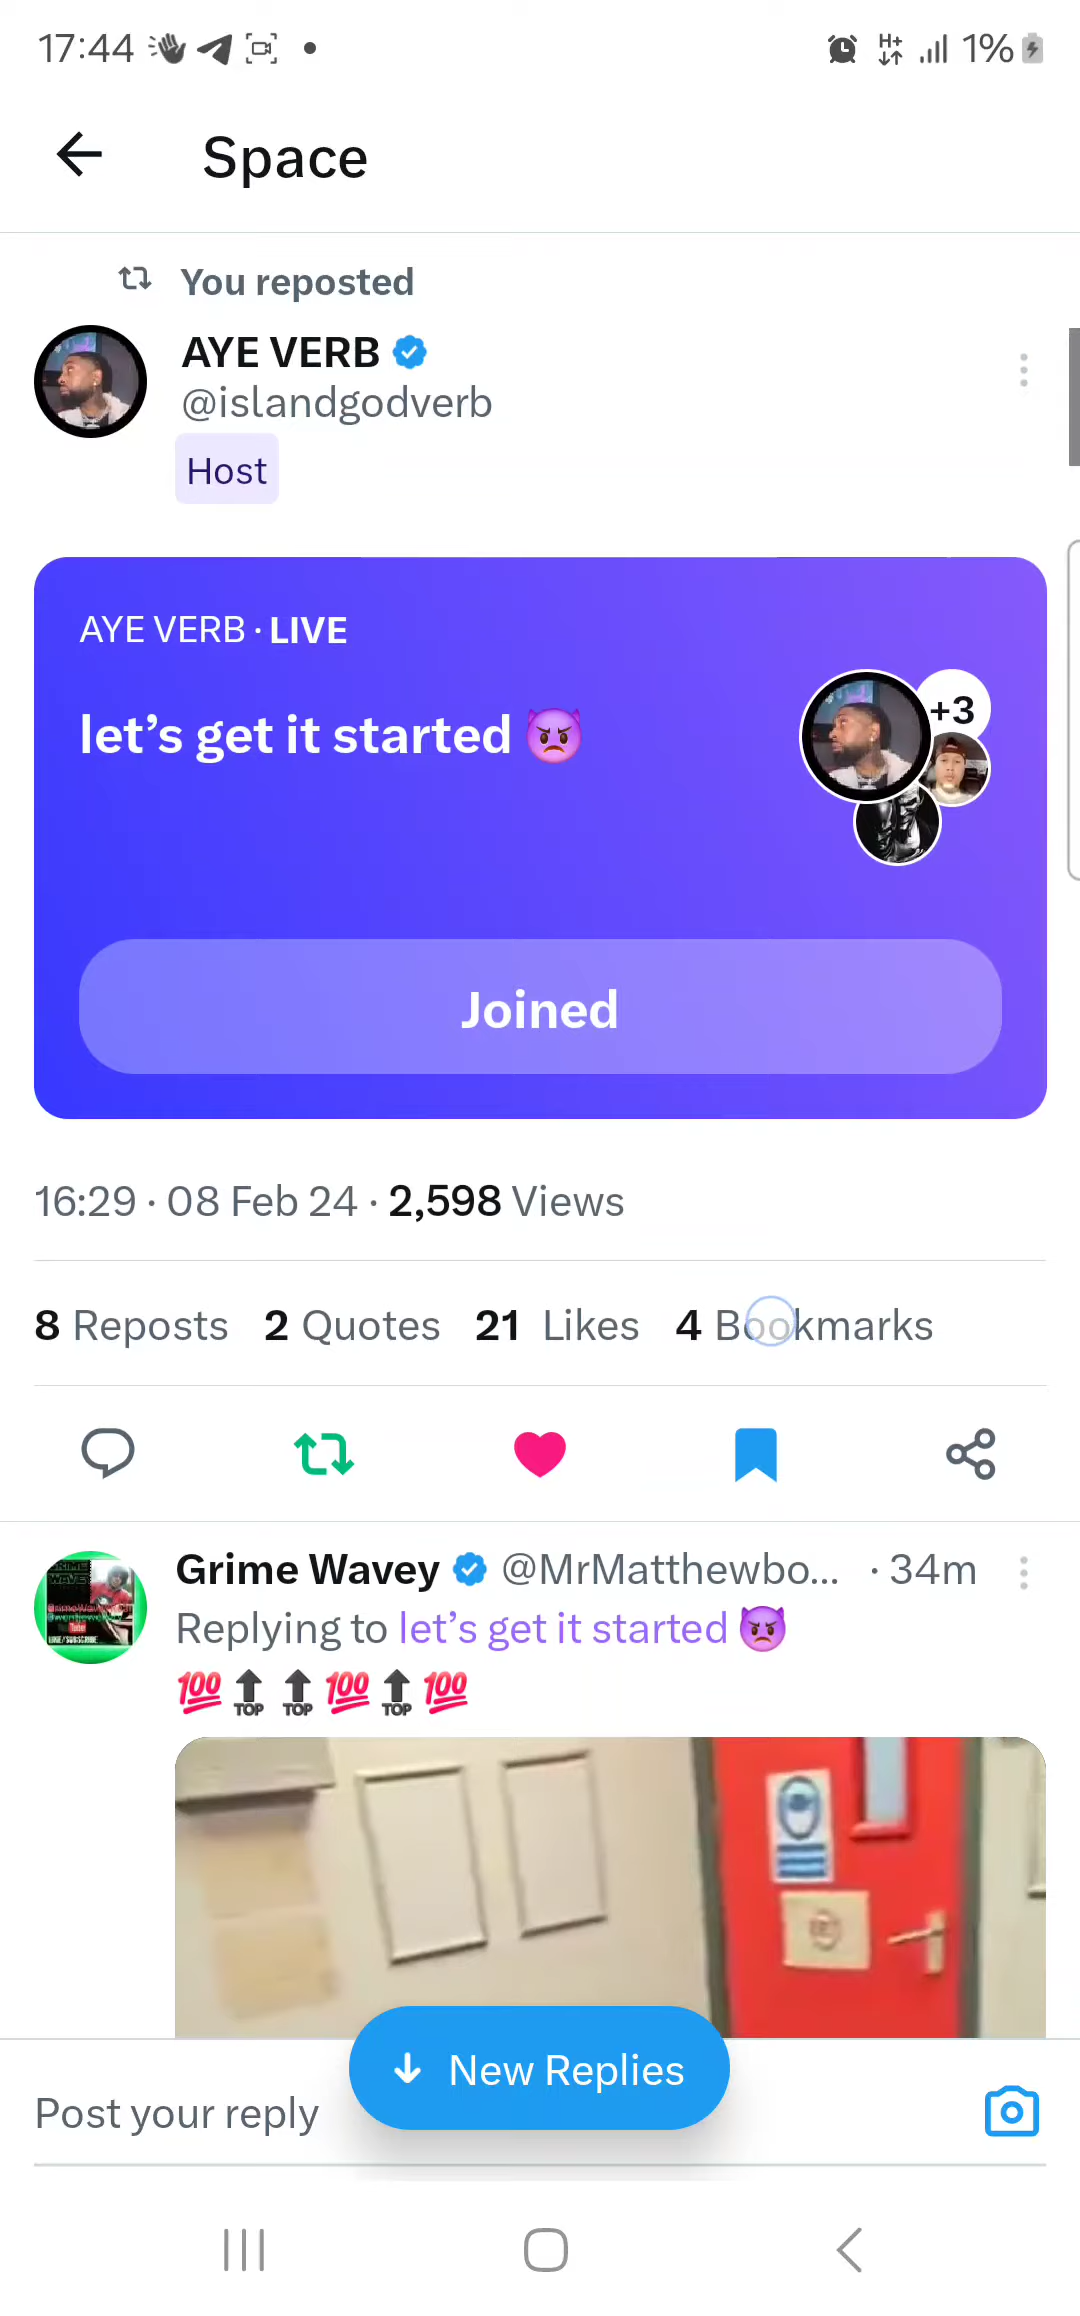 17:44
H+ 1%
Space
You reposted
AYE VERB
@islandgodverb
Host
AYE VERB · LIVE
let’s get it started 👿
+3
Joined
16:29 · 08 Feb 24 · 2,598 Views
8 Reposts 2 Quotes 21 Likes 4 Bookmarks
Grime Wavey @MrMatthewbo... · 34m
Replying to let’s get it started 👿
💯🔝🔝💯🔝💯
New Replies
Post your reply